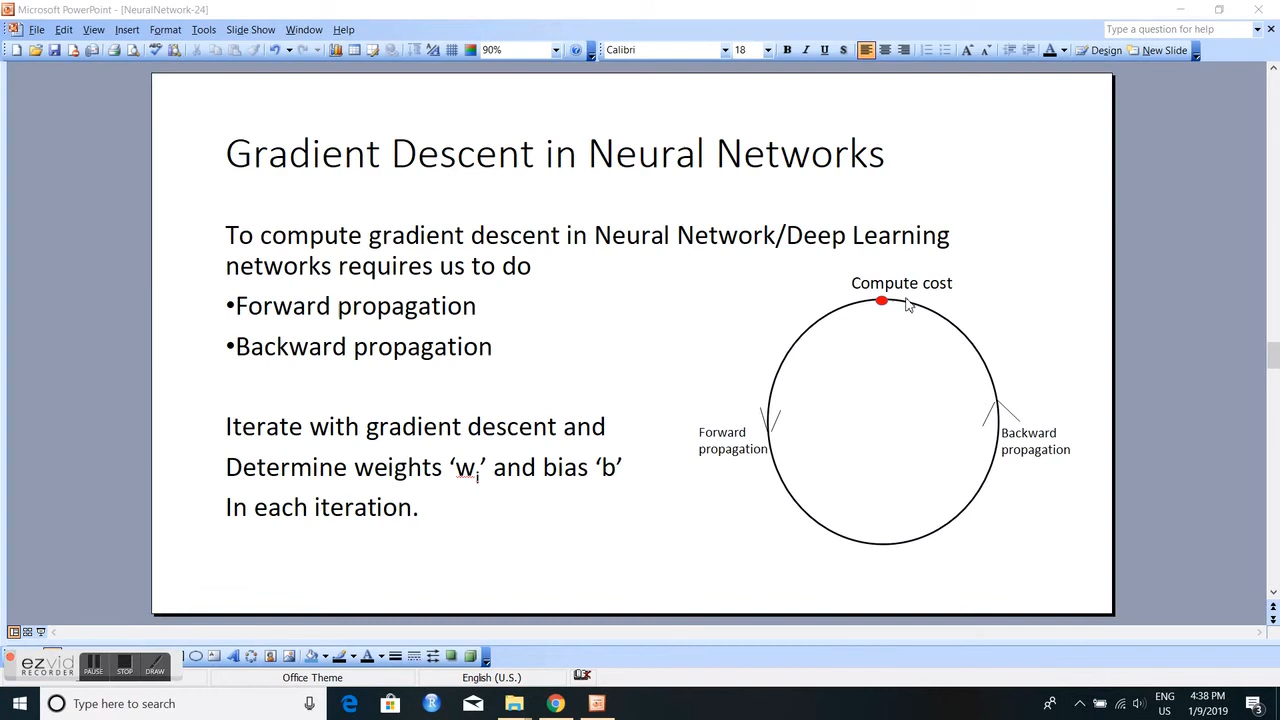 Microsoft PowerPoint - [NeuralNetwork-24]
File Edit View Insert Format Tools Slide Show Window Help
Type a question for help
90%
Calibri
18
B I U S
Design
New Slide
Gradient Descent in Neural Networks
To compute gradient descent in Neural Network/Deep Learning
networks requires us to do
•Forward propagation
•Backward propagation
Iterate with gradient descent and
Determine weights ‘wi’ and bias ‘b’
In each iteration.
Compute cost
Forward
propagation
Backward
propagation
ezvid
RECORDER
PAUSE
STOP
DRAW
Office Theme
English (U.S.)
Type here to search
ENG
US
4:38 PM
1/9/2019
3